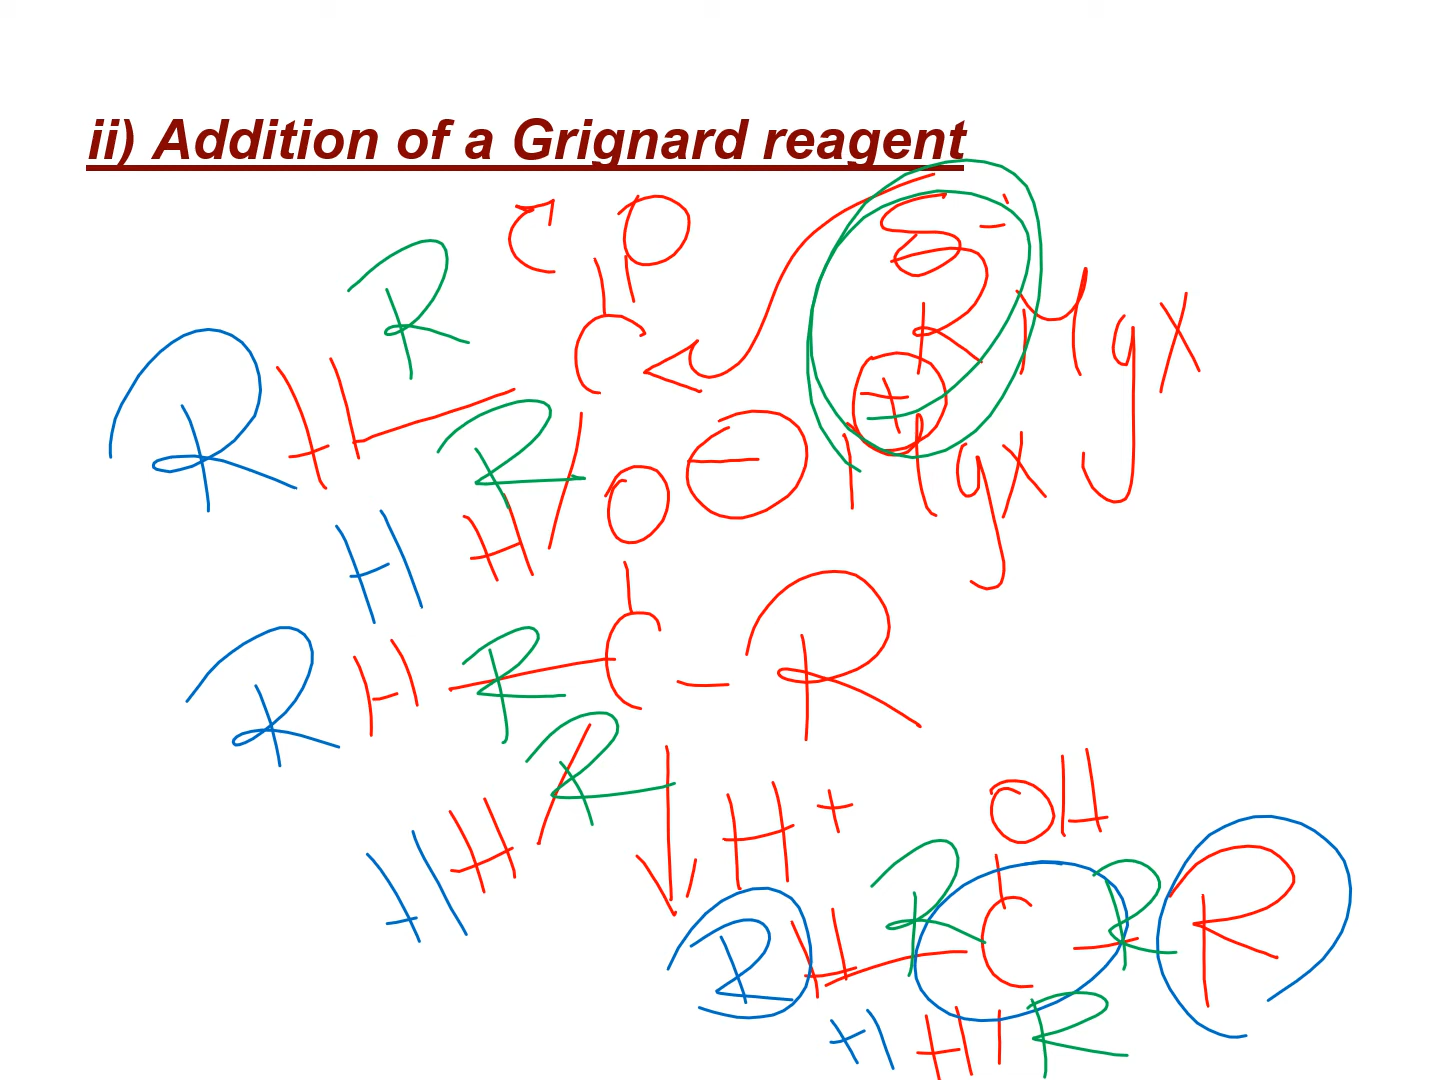 ii) Addition of a Grignard reagent
O
R R MgX
C
R H
R ⊕
O ⊖ MgX
H H
C
R H R – R
R
H H H+
OH
R H R C R R
H H R